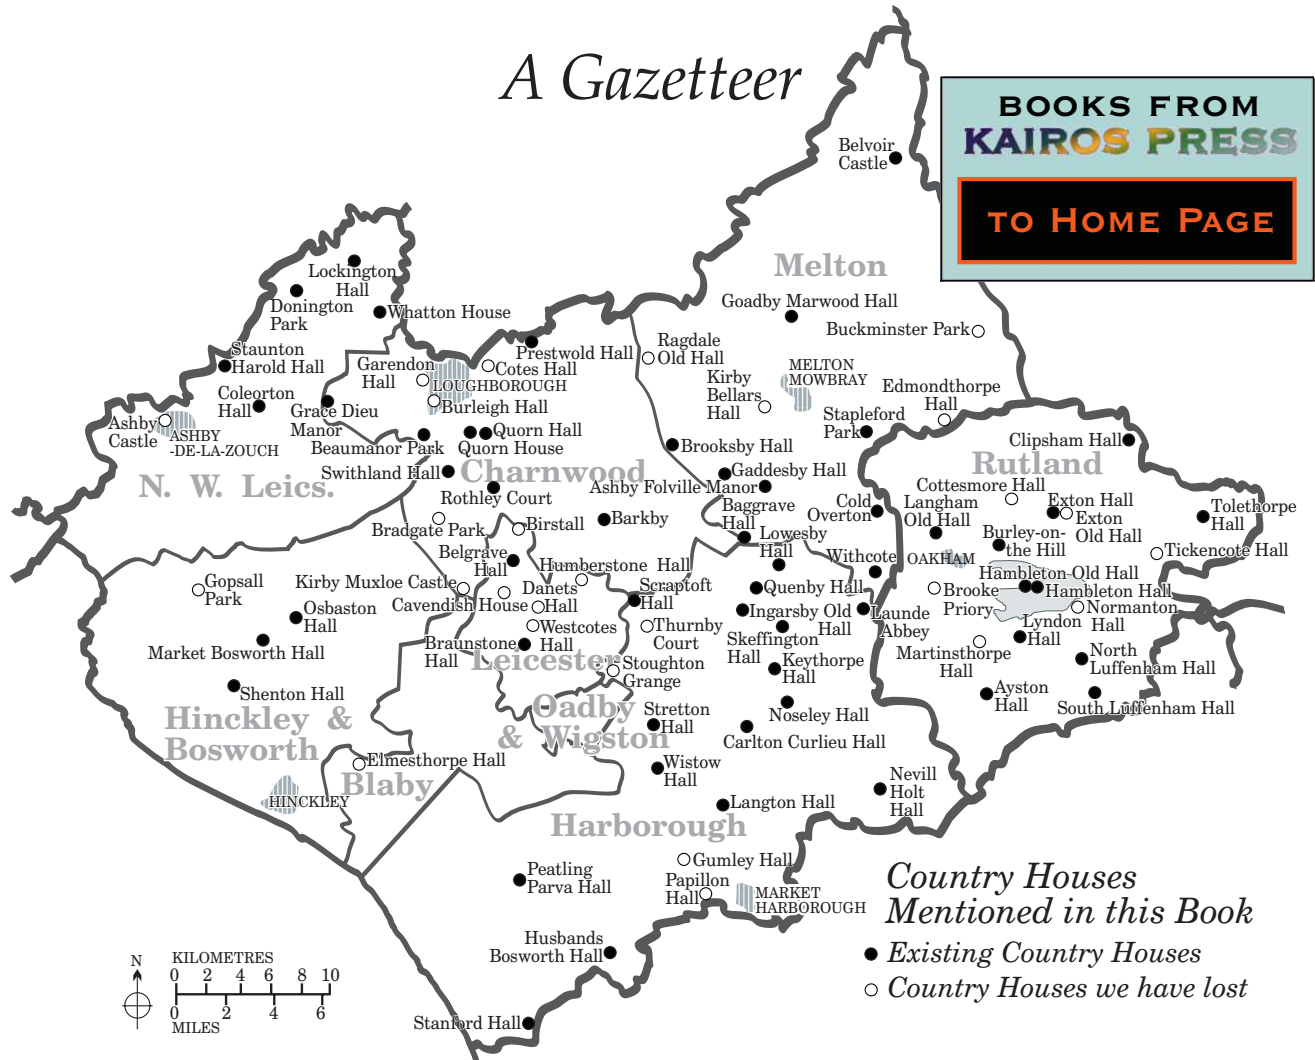 A Gazetteer
BOOKS FROM
KAIROS PRESS
TO HOME PAGE
Belvoir
Castle
Melton
Lockington
Hall
Donington
Park
Whatton House
Goadby Marwood Hall
Buckminster Park
Staunton
Harold Hall
Prestwold Hall
Ragdale
Old Hall
Garendon
Hall
Cotes Hall
LOUGHBOROUGH
MELTON
MOWBRAY
Kirby
Bellars
Hall
Edmondthorpe
Hall
Coleorton
Hall
Grace Dieu
Manor
Burleigh Hall
Stapleford
Park
Ashby
Castle
ASHBY
-DE-LA-ZOUCH
Beaumanor Park
Quorn Hall
Quorn House
Brooksby Hall
Clipsham Hall
Rutland
N. W. Leics.
Swithland Hall
Charnwood
Gaddesby Hall
Rothley Court
Ashby Folville Manor
Cottesmore Hall
Langham
Old Hall
Exton Hall
Exton
Old Hall
Tolethorpe
Hall
Bradgate Park
Birstall
Barkby
Baggrave
Hall
Cold
Overton
Lowesby
Hall
Burley-on-
the Hill
Tickencote Hall
Belgrave
Hall
Humberstone Hall
Withcote
OAKHAM
Gopsall
Park
Kirby Muxloe Castle
Danets
Hall
Scraptoft
Hall
Quenby Hall
Hambleton Old Hall
Hambleton Hall
Brooke
Priory
Cavendish House
Osbaston
Hall
Ingarsby Old
Hall
Launde
Abbey
Normanton
Hall
Westcotes
Hall
Thurnby
Court
Skeffington
Hall
Lyndon
Hall
Market Bosworth Hall
Braunstone
Hall
Leicester
Stoughton
Grange
Keythorpe
Hall
Martinsthorpe
Hall
North
Luffenham Hall
Shenton Hall
Ayston
Hall
South Luffenham Hall
Hinckley &
Bosworth
Oadby
& Wigston
Stretton
Hall
Noseley Hall
Carlton Curlieu Hall
Elmesthorpe Hall
Wistow
Hall
Blaby
HINCKLEY
Nevill
Holt
Hall
Langton Hall
Harborough
Gumley Hall
Peatling
Parva Hall
Papillon
Hall
MARKET
HARBOROUGH
Country Houses
Mentioned in this Book
Existing Country Houses
Country Houses we have lost
Husbands
Bosworth Hall
Stanford Hall
N
KILOMETRES
0 2 4 6 8 10
0 2 4 6
MILES